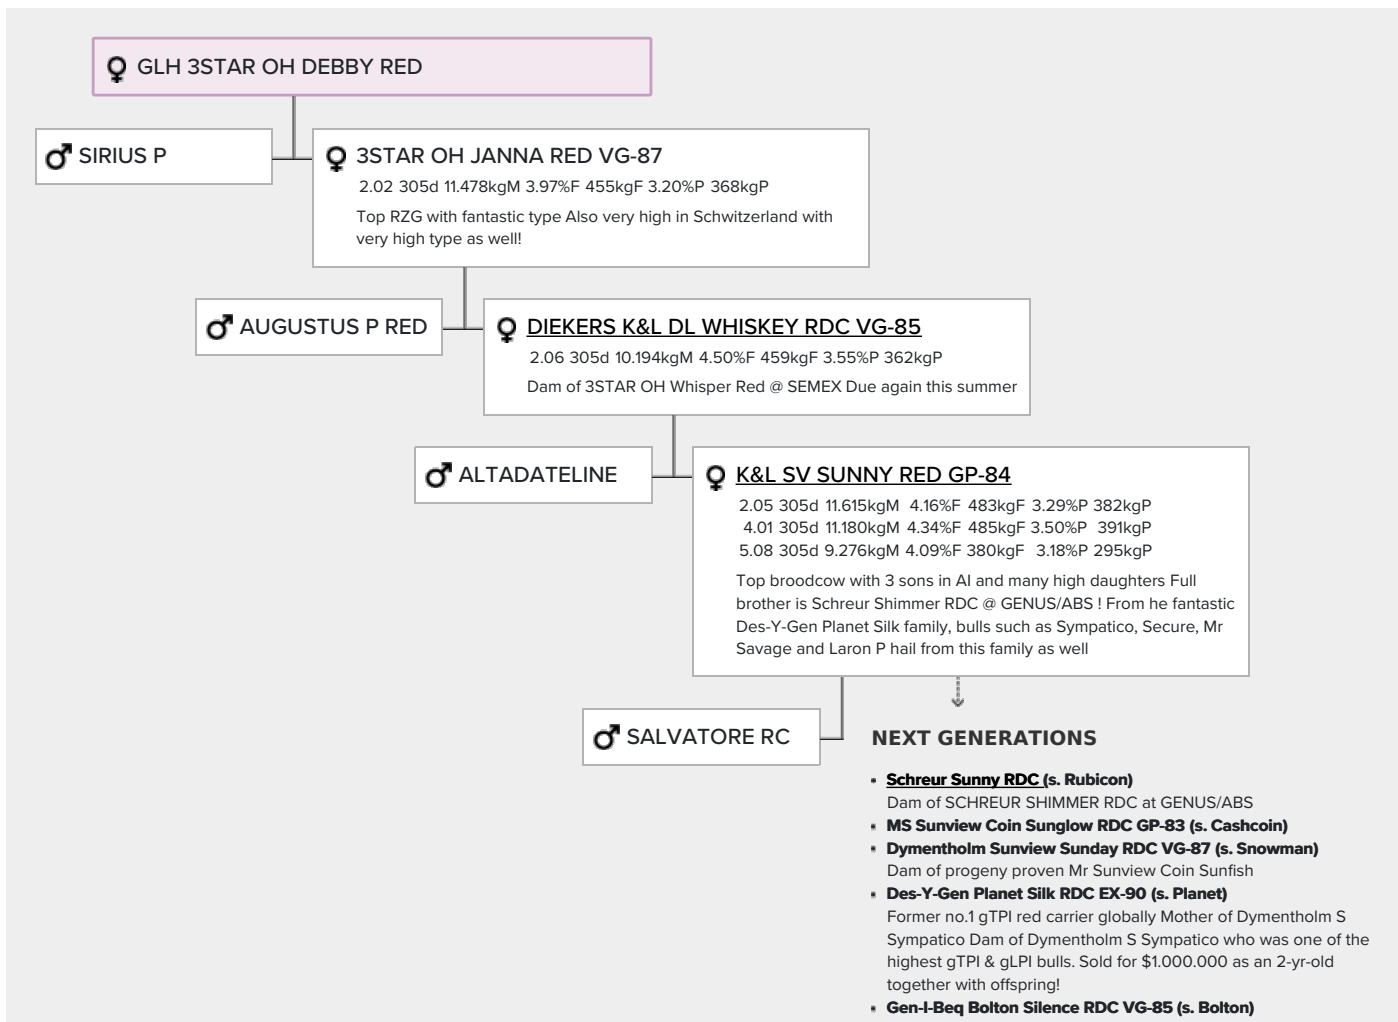 GLH 3STAR OH DEBBY RED
SIRIUS P
3STAR OH JANNA RED VG-87
2.02 305d 11.478kgM 3.97%F 455kgF 3.20%P 368kgP
Top RZG with fantastic type Also very high in Schwitzerland with
very high type as well!
AUGUSTUS P RED
DIEKERS K&L DL WHISKEY RDC VG-85
2.06 305d 10.194kgM 4.50%F 459kgF 3.55%P 362kgP
Dam of 3STAR OH Whisper Red @ SEMEX Due again this summer
ALTADATELINE
K&L SV SUNNY RED GP-84
2.05 305d 11.615kgM 4.16%F 483kgF 3.29%P 382kgP
4.01 305d 11.180kgM 4.34%F 485kgF 3.50%P 391kgP
5.08 305d 9.276kgM 4.09%F 380kgF 3.18%P 295kgP
Top broodcow with 3 sons in AI and many high daughters Full
brother is Schreur Shimmer RDC @ GENUS/ABS ! From he fantastic
Des-Y-Gen Planet Silk family, bulls such as Sympatico, Secure, Mr
Savage and Laron P hail from this family as well
SALVATORE RC
NEXT GENERATIONS
Schreur Sunny RDC (s. Rubicon)
Dam of SCHREUR SHIMMER RDC at GENUS/ABS
MS Sunview Coin Sunglow RDC GP-83 (s. Cashcoin)
Dymentholm Sunview Sunday RDC VG-87 (s. Snowman)
Dam of progeny proven Mr Sunview Coin Sunfish
Des-Y-Gen Planet Silk RDC EX-90 (s. Planet)
Former no.1 gTPI red carrier globally Mother of Dymentholm S
Sympatico Dam of Dymentholm S Sympatico who was one of the
highest gTPI & gLPI bulls. Sold for $1.000.000 as an 2-yr-old
together with offspring!
Gen-I-Beq Bolton Silence RDC VG-85 (s. Bolton)